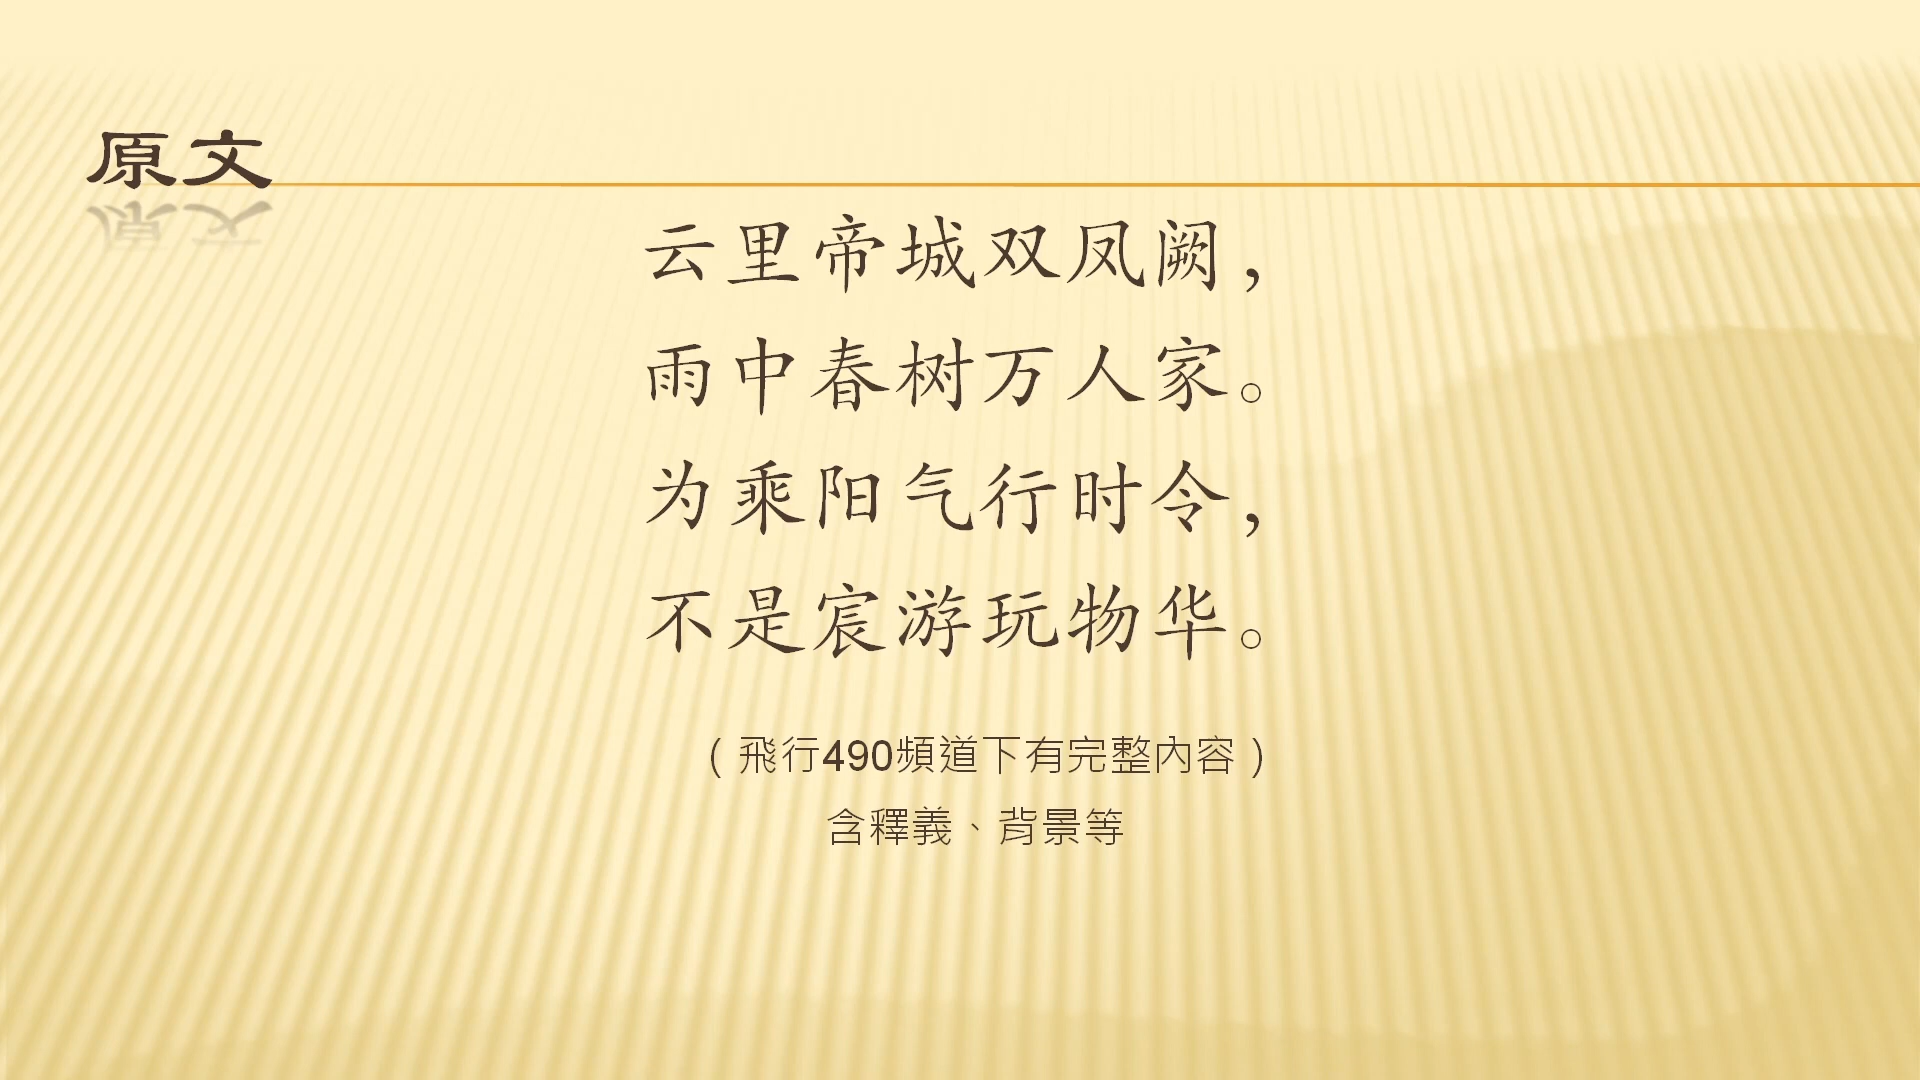 原文
云里帝城双凤阙，
雨中春树万人家。
为乘阳气行时令，
不是宸游玩物华。
（飛行490頻道下有完整內容）
含釋義、背景等